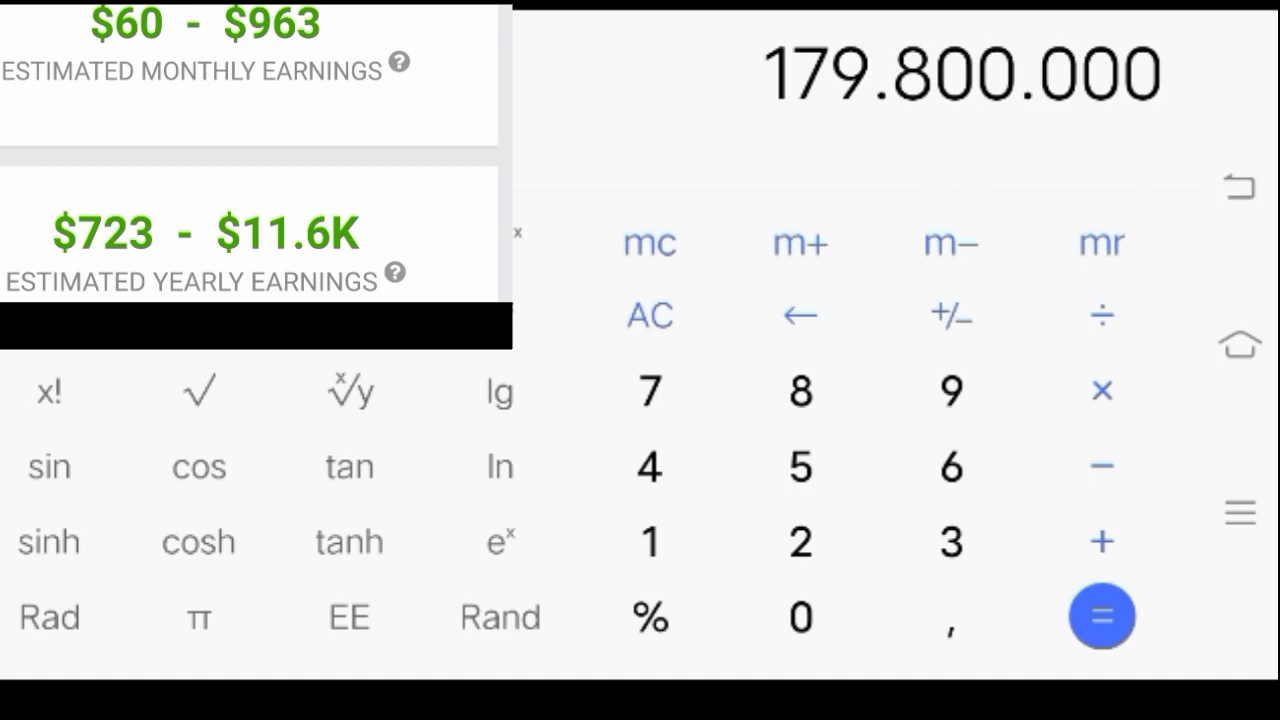 $60 - $963
ESTIMATED MONTHLY EARNINGS ?
$723 - $11.6K
ESTIMATED YEARLY EARNINGS ?
179.800.000
x mc m+ m– mr
AC ← +/– ÷
x! √ x√y lg 7 8 9 ×
sin cos tan ln 4 5 6 −
sinh cosh tanh eˣ 1 2 3 +
Rad π EE Rand % 0 , =